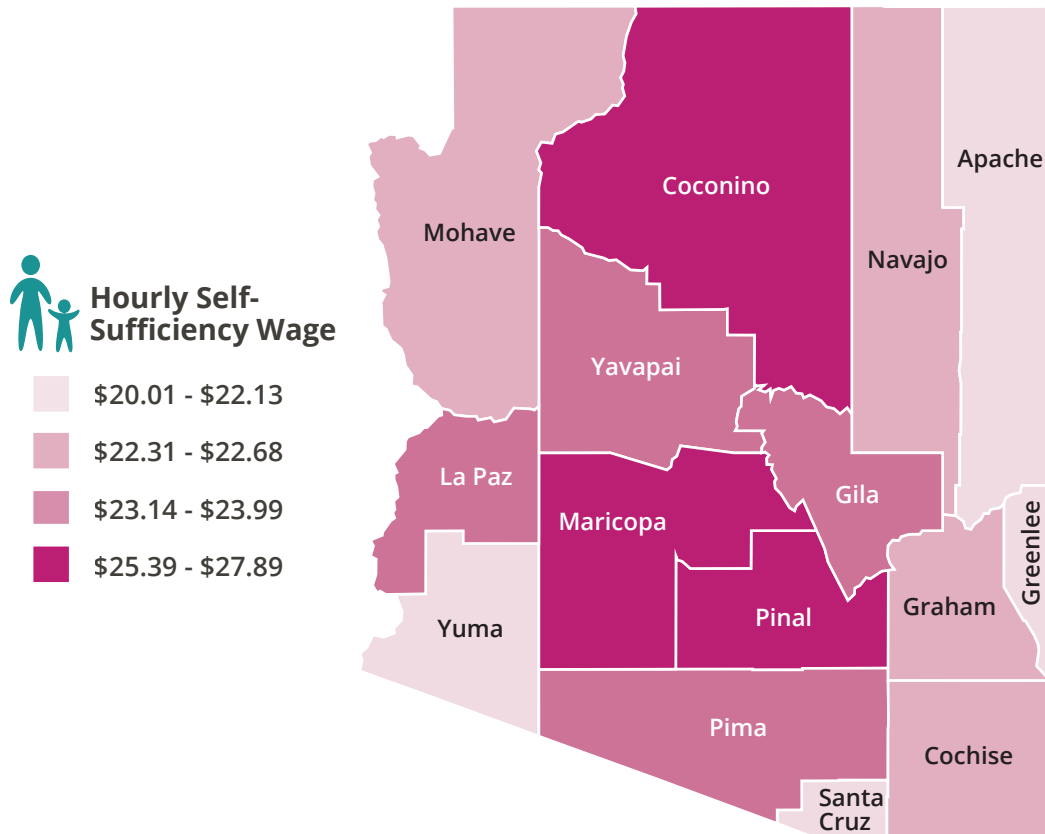 Hourly Self-
Sufficiency Wage
$20.01 - $22.13
$22.31 - $22.68
$23.14 - $23.99
$25.39 - $27.89
Apache
Coconino
Mohave
Navajo
Yavapai
La Paz
Gila
Maricopa
Greenlee
Graham
Pinal
Yuma
Pima
Cochise
Santa
Cruz